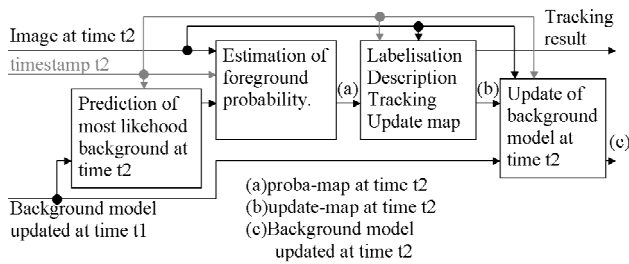 Image at time t2
timestamp t2
Prediction of
most likelihood
background at
time t2
Estimation of
foreground
probability.
(a)
Labelisation
Description
Tracking
Update map
(b)
Tracking
result
Update of
background
model at
time t2
(c)
Background model
updated at time t1
(a)proba-map at time t2
(b)update-map at time t2
(c)Background model
updated at time t2